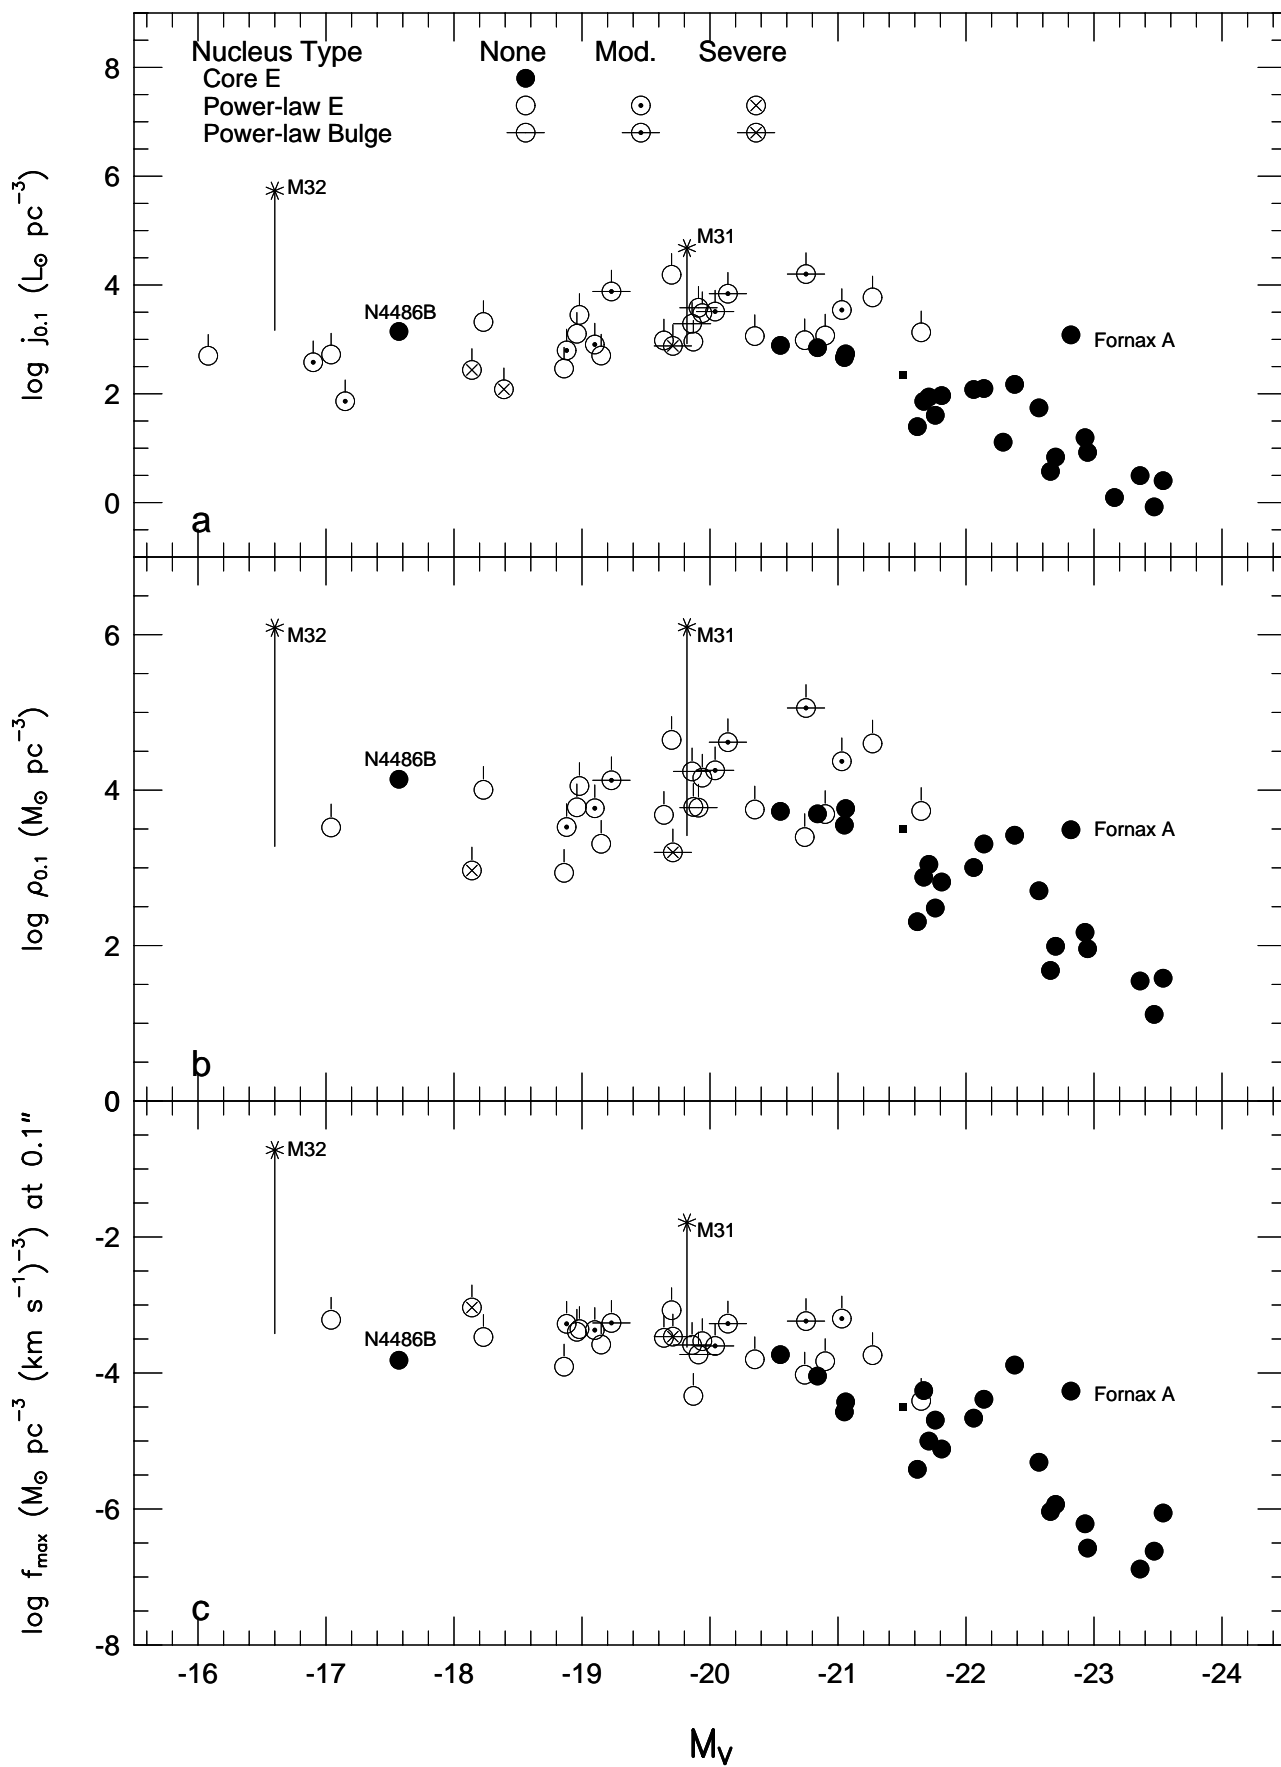 Nucleus Type None Mod. Severe
Core E
Power-law E
Power-law Bulge
8
6
4
2
0
log j0.1 (L⊙ pc−3)
M32
M31
N4486B
Fornax A
a
6
4
2
0
log ρ0.1 (M⊙ pc−3)
M32
M31
N4486B
Fornax A
b
-2
-4
-6
-8
log fmax (M⊙ pc−3 (km s−1)−3) at 0.1"
M32
M31
N4486B
Fornax A
c
-16 -17 -18 -19 -20 -21 -22 -23 -24
MV